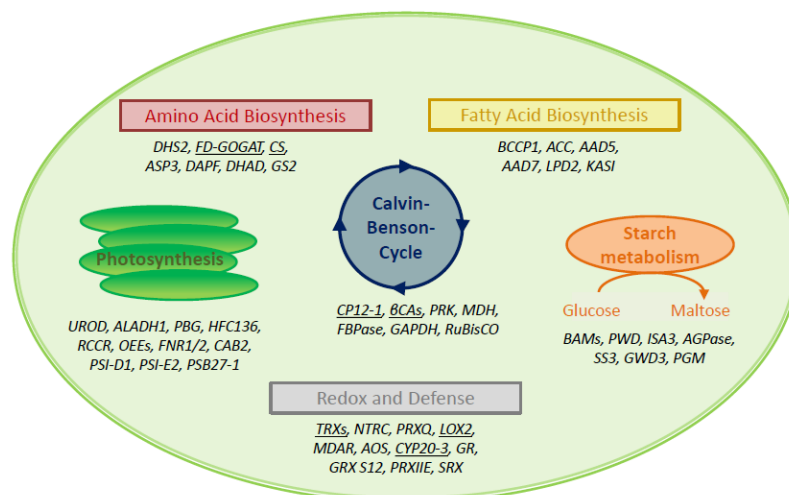 Amino Acid Biosynthesis
DHS2, FD-GOGAT, CS,
ASP3, DAPF, DHAD, GS2
Fatty Acid Biosynthesis
BCCP1, ACC, AAD5,
AAD7, LPD2, KASI
Photosynthesis
UROD, ALADH1, PBG, HFC136,
RCCR, OEEs, FNR1/2, CAB2,
PSI-D1, PSI-E2, PSB27-1
Calvin-
Benson-
Cycle
CP12-1, βCAs, PRK, MDH,
FBPase, GAPDH, RuBisCO
Starch
metabolism
Glucose Maltose
BAMs, PWD, ISA3, AGPase,
SS3, GWD3, PGM
Redox and Defense
TRXs, NTRC, PRXQ, LOX2,
MDAR, AOS, CYP20-3, GR,
GRX S12, PRXIIE, SRX